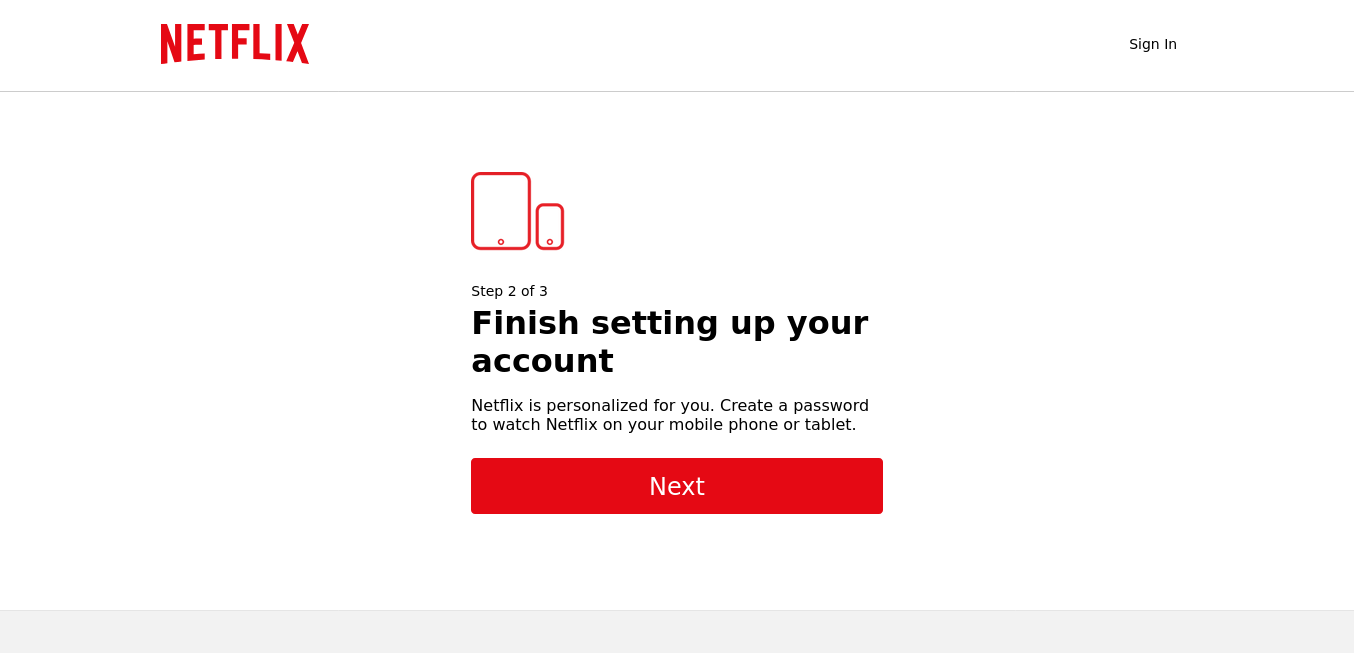 NETFLIX
Sign In
Step 2 of 3
Finish setting up your
account
Netflix is personalized for you. Create a password
to watch Netflix on your mobile phone or tablet.
Next